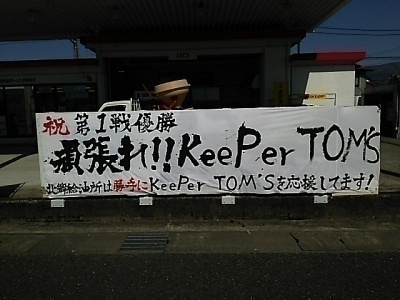 祝 第1戦優勝
頑張れ!!KeePer TOM'S
北郷給油所は勝手にKeePer TOM'Sを応援してます!